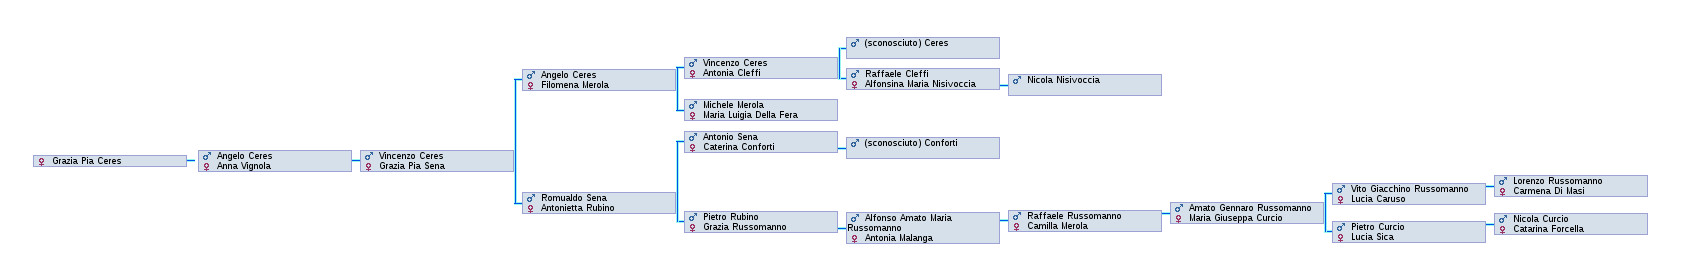 ♀ Grazia Pia Ceres
♂ Angelo Ceres
♀ Anna Vignola
♂ Vincenzo Ceres
♀ Grazia Pia Sena
♂ Angelo Ceres
♀ Filomena Merola
♂ Romualdo Sena
♀ Antonietta Rubino
♂ Vincenzo Ceres
♀ Antonia Cleffi
♂ Michele Merola
♀ Maria Luigia Della Fera
♂ Antonio Sena
♀ Caterina Conforti
♂ Pietro Rubino
♀ Grazia Russomanno
♂ (sconosciuto) Ceres
♂ Raffaele Cleffi
♀ Alfonsina Maria Nisivoccia
♂ (sconosciuto) Conforti
♂ Alfonso Amato Maria
Russomanno
♀ Antonia Malanga
♂ Nicola Nisivoccia
♂ Raffaele Russomanno
♀ Camilla Merola
♂ Amato Gennaro Russomanno
♀ Maria Giuseppa Curcio
♂ Vito Giacchino Russomanno
♀ Lucia Caruso
♂ Pietro Curcio
♀ Lucia Sica
♂ Lorenzo Russomanno
♀ Carmena Di Masi
♂ Nicola Curcio
♀ Catarina Forcella